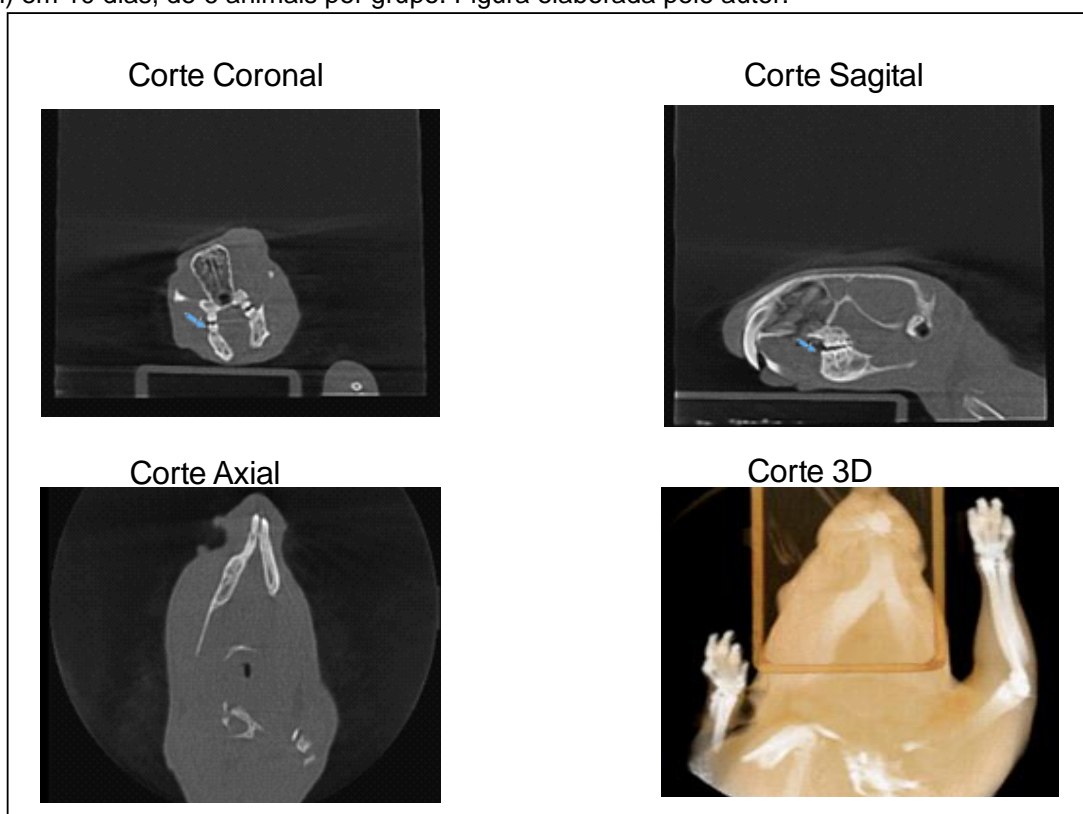 em 10 dias, de 6 animais por grupo. Figura elaborada pelo autor.
Corte Coronal
Corte Sagital
Corte Axial
Corte 3D